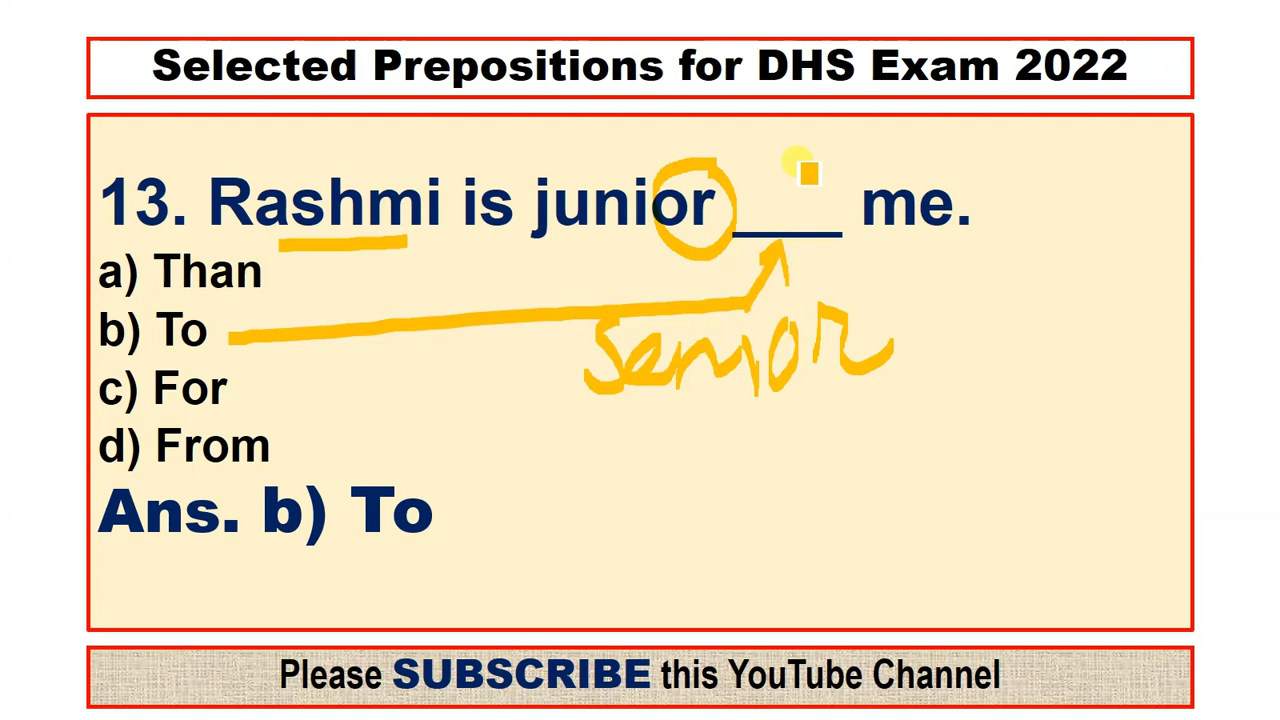 Selected Prepositions for DHS Exam 2022
13. Rashmi is junior ____ me.
a) Than
b) To
senior
c) For
d) From
Ans. b) To
Please SUBSCRIBE this YouTube Channel